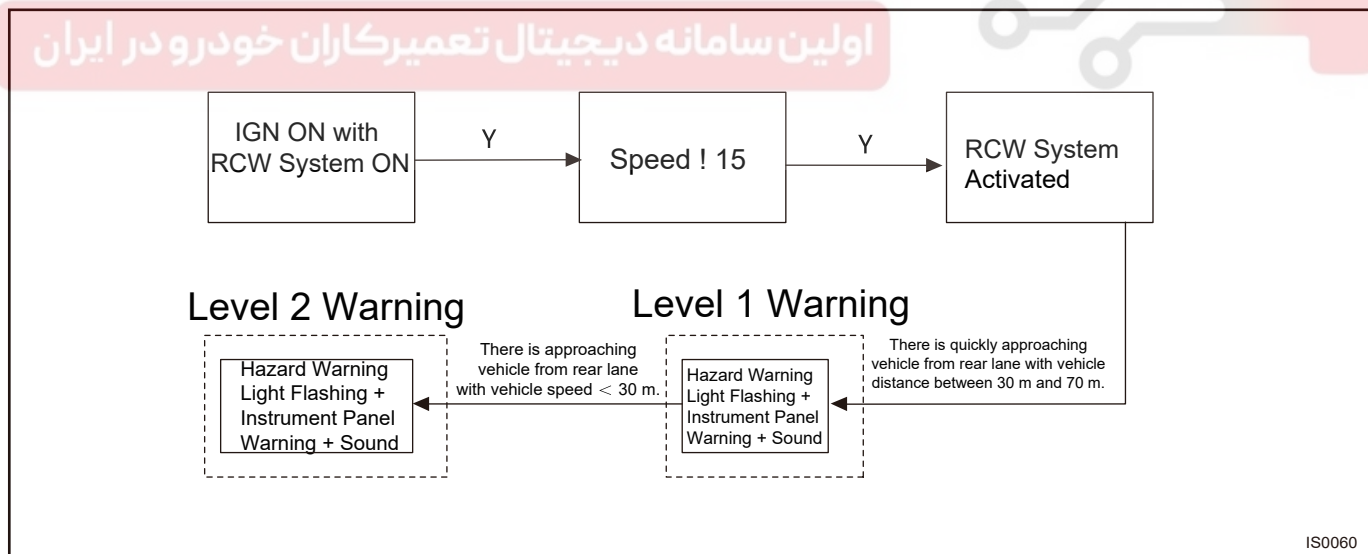 اولین سامانه دیجیتال تعمیرکاران خودرو در ایران
IGN ON with
RCW System ON
Y
Speed ! 15
Y
RCW System
Activated
Level 2 Warning
Level 1 Warning
Hazard Warning
Light Flashing +
Instrument Panel
Warning + Sound
There is approaching
vehicle from rear lane
with vehicle speed < 30 m.
Hazard Warning
Light Flashing +
Instrument Panel
Warning + Sound
There is quickly approaching
vehicle from rear lane with vehicle
distance between 30 m and 70 m.
IS0060